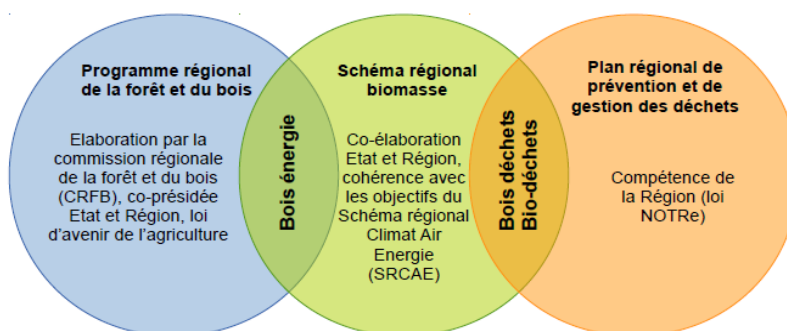 Programme régional
de la forêt et du bois
Elaboration par la
commission régionale
de la forêt et du bois
(CRFB), co-présidée
Etat et Région, loi
d'avenir de l'agriculture
Bois énergie
Schéma régional
biomasse
Co-élaboration
Etat et Région,
cohérence avec
les objectifs du
Schéma régional
Climat Air
Energie
(SRCAE)
Bois déchets
Bio-déchets
Plan régional de
prévention et de
gestion des déchets
Compétence de
la Région (loi
NOTRe)